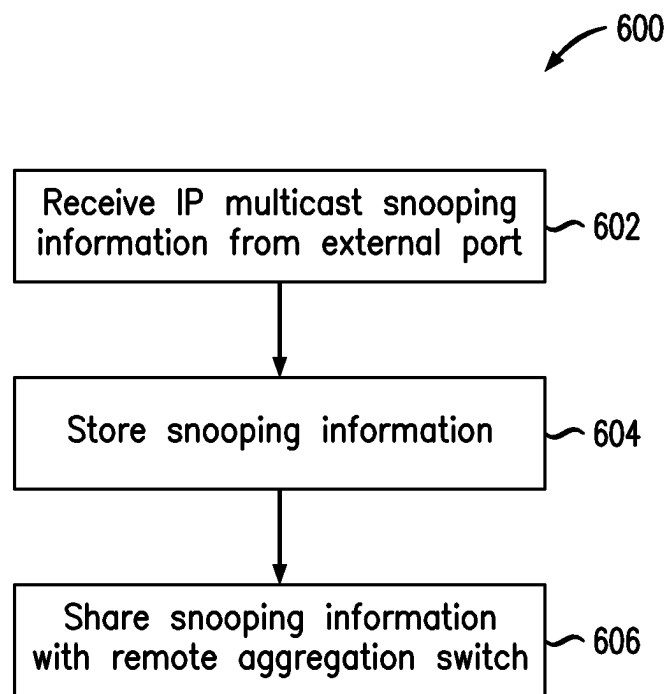 600
Receive IP multicast snooping
information from external port
602
Store snooping information
604
Share snooping information
with remote aggregation switch
606